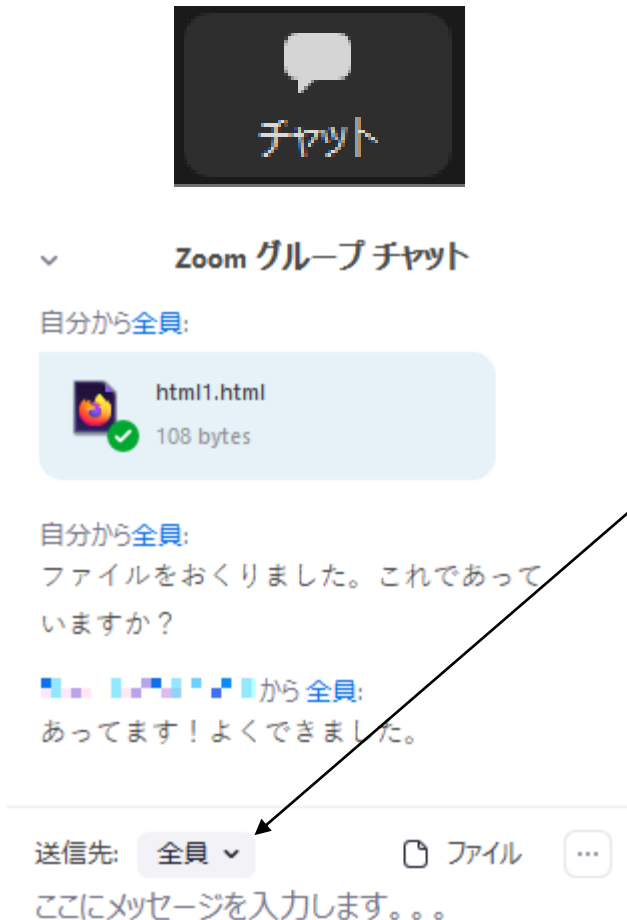 チャット
Zoom グループ チャット
自分から全員:
html1.html
108 bytes
自分から全員:
ファイルをおくりました。これであって
いますか？
から 全員:
あってます！よくできました。
送信先: 全員 ファイル ...
ここにメッセージを入力します。。。